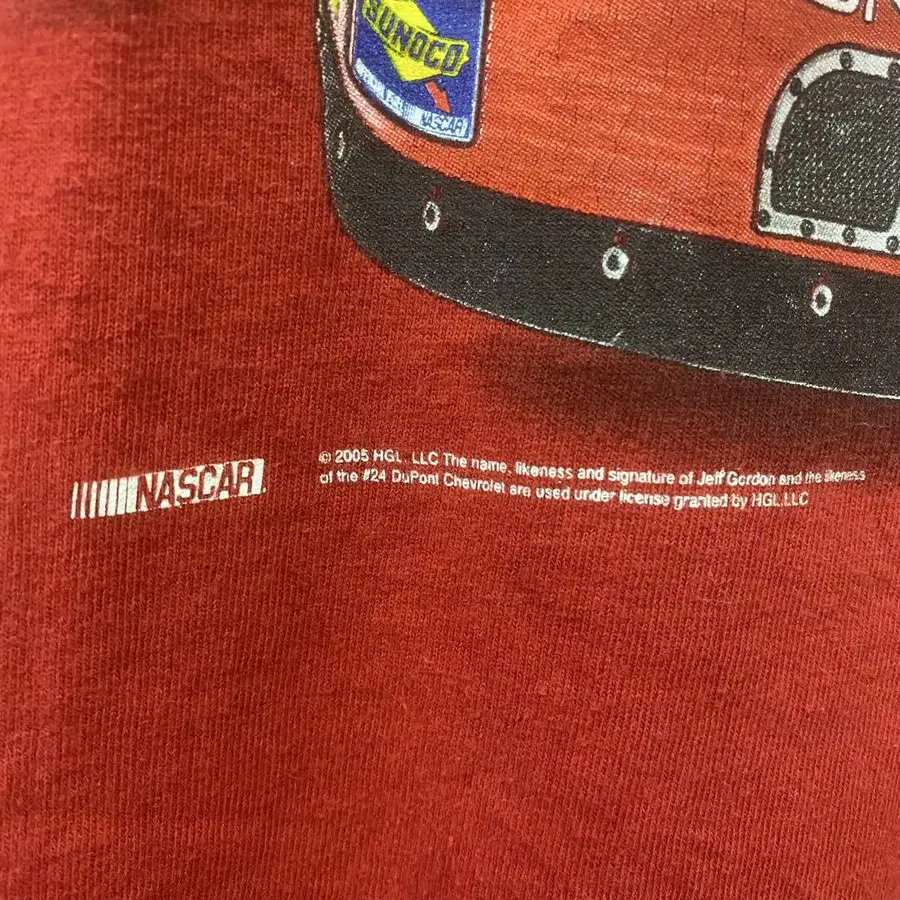 SUNOCO
NASCAR
NASCAR
© 2005 HGL, LLC The name, likeness and signature of Jeff Gordon and the likeness
of the #24 DuPont Chevrolet are used under license granted by HGL,LLC